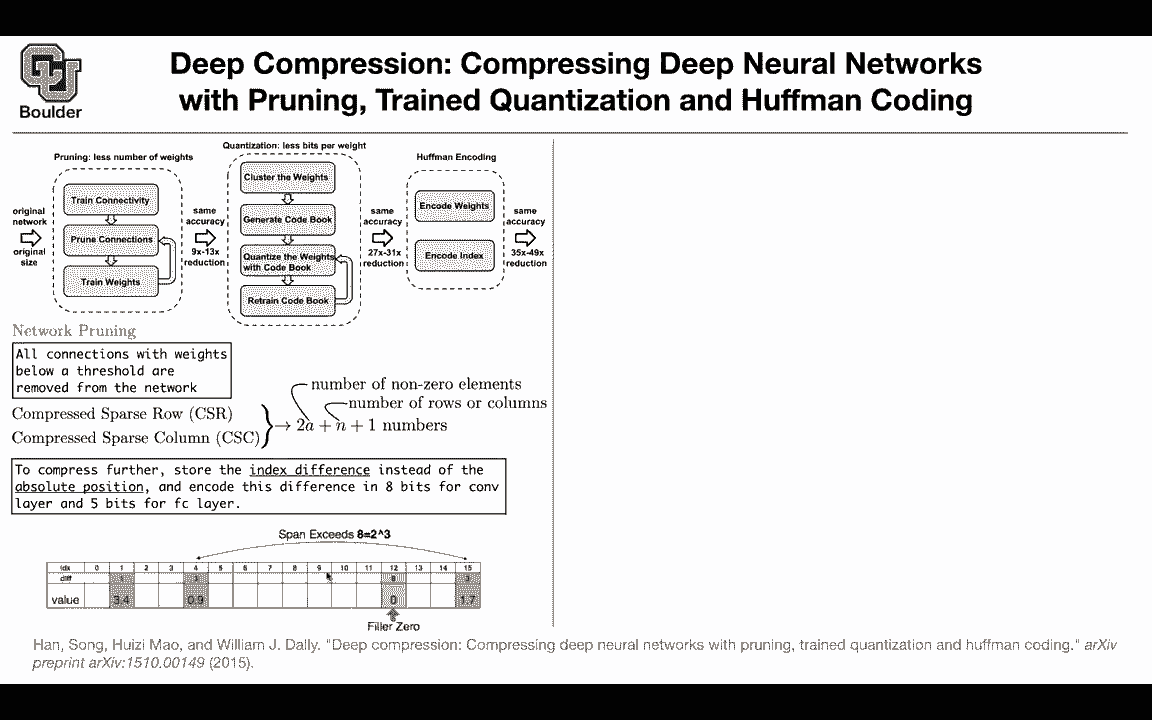 Boulder
Deep Compression: Compressing Deep Neural Networks
with Pruning, Trained Quantization and Huffman Coding
Pruning: less number of weights
Quantization: less bits per weight
Huffman Encoding
original
network
original
size
Train Connectivity
Prune Connections
Train Weights
same
accuracy
9x-13x
reduction
Cluster the Weights
Generate Code Book
Quantize the Weights
with Code Book
Retrain Code Book
same
accuracy
27x-31x
reduction
Encode Weights
Encode Index
same
accuracy
35x-49x
reduction
Network Pruning
All connections with weights
below a threshold are
removed from the network
number of non-zero elements
number of rows or columns
Compressed Sparse Row (CSR)
Compressed Sparse Column (CSC)
→ 2a + n + 1 numbers
To compress further, store the index difference instead of the
absolute position, and encode this difference in 8 bits for conv
layer and 5 bits for fc layer.
Span Exceeds 8=2^3
idx 0 1 2 3 4 5 6 7 8 9 10 11 12 13 14 15
diff 1 3 8 3
value 3.4 0.9 0 1.7
Filler Zero
Han, Song, Huizi Mao, and William J. Dally. "Deep compression: Compressing deep neural networks with pruning, trained quantization and huffman coding." arXiv
preprint arXiv:1510.00149 (2015).